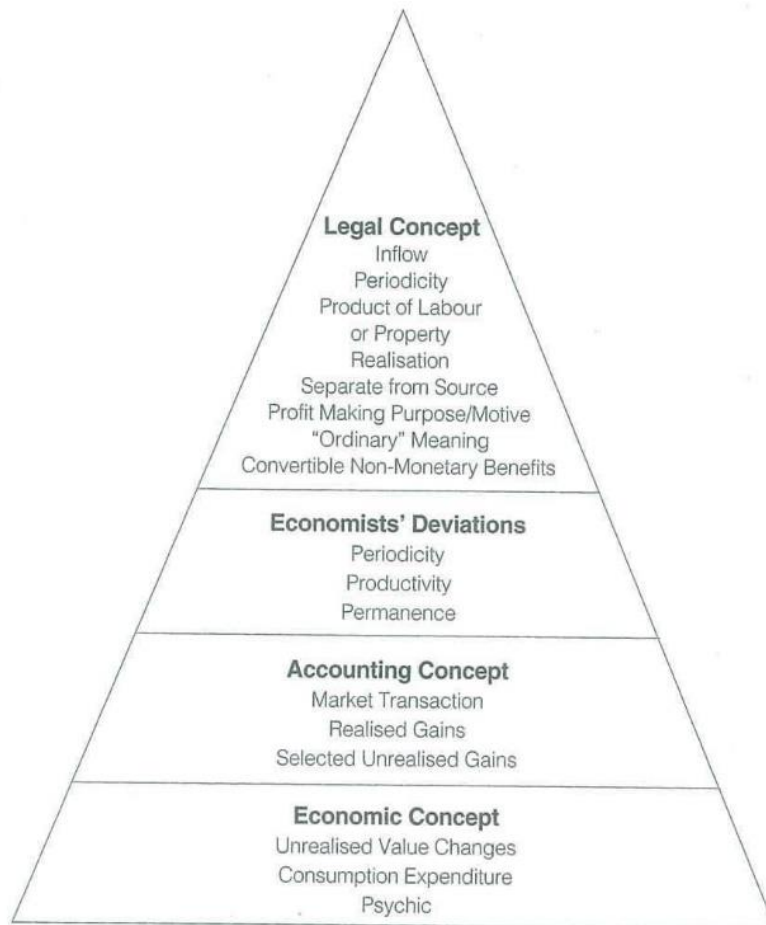 Legal Concept
Inflow
Periodicity
Product of Labour
or Property
Realisation
Separate from Source
Profit Making Purpose/Motive
"Ordinary" Meaning
Convertible Non-Monetary Benefits
Economists' Deviations
Periodicity
Productivity
Permanence
Accounting Concept
Market Transaction
Realised Gains
Selected Unrealised Gains
Economic Concept
Unrealised Value Changes
Consumption Expenditure
Psychic